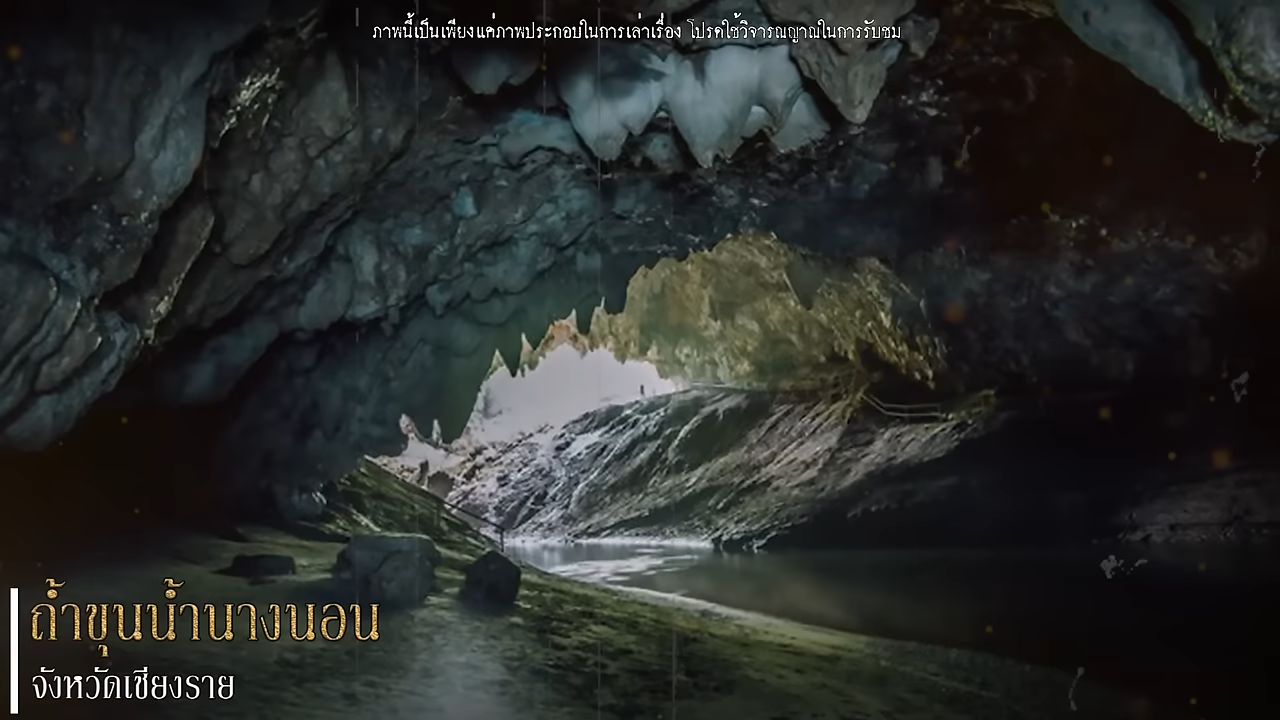 ภาพนี้เป็นเพียงแค่ภาพประกอบในการเล่าเรื่อง โปรดใช้วิจารณญาณในการรับชม
ถ้ำขุนน้ำนางนอน
จังหวัดเชียงราย